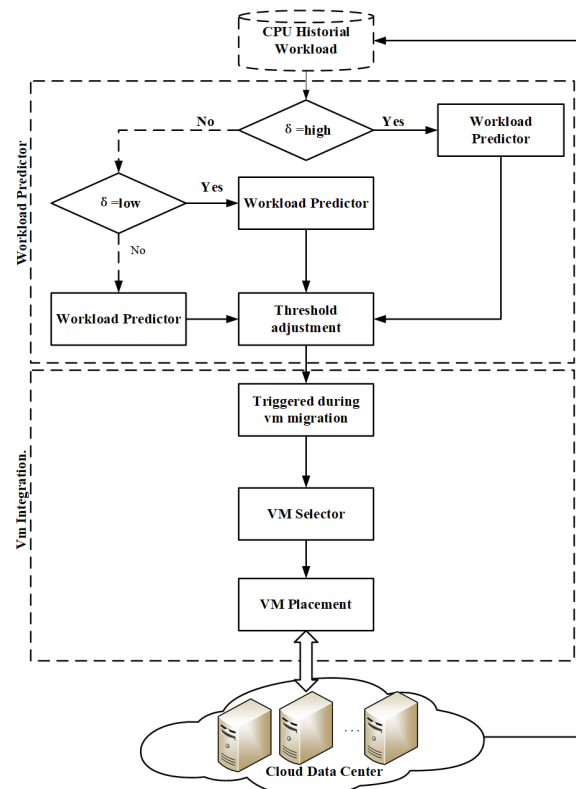 CPU Historial
Workload
δ =high
No
Yes
Workload
Predictor
δ =low
Yes
Workload Predictor
No
Workload Predictor
Threshold
adjustment
Workload Predictor
Triggered during
vm migration
VM Selector
VM Placement
Vm Integration.
...
Cloud Data Center